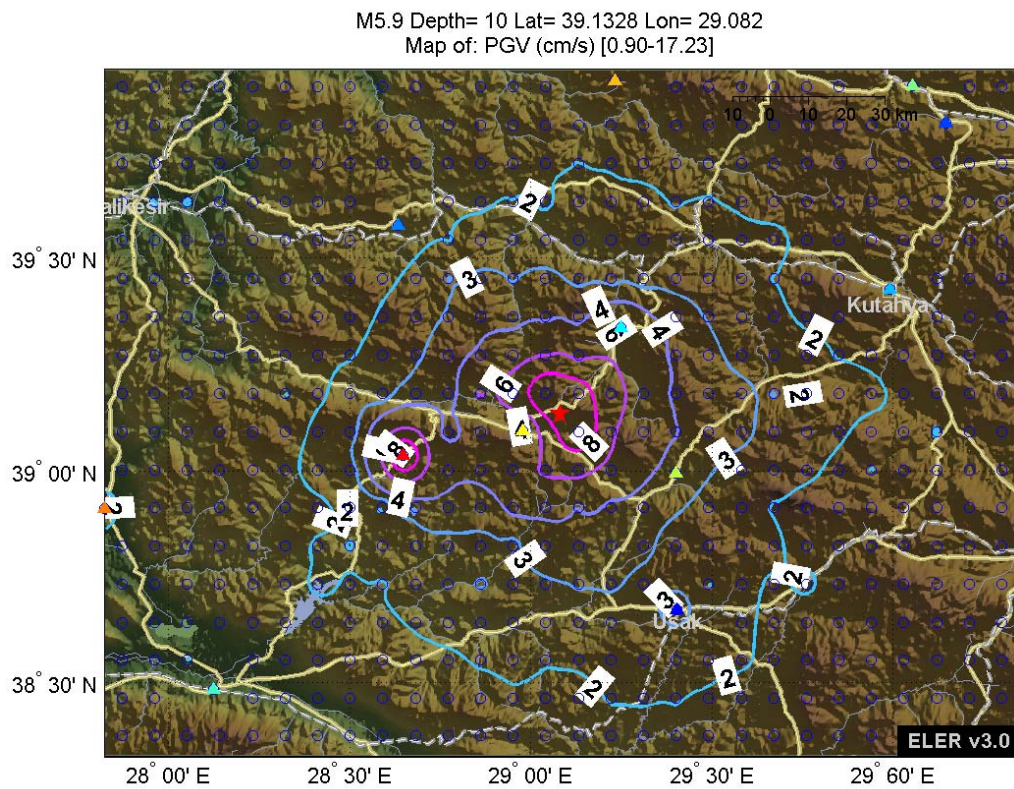 M5.9 Depth= 10 Lat= 39.1328 Lon= 29.082
Map of: PGV (cm/s) [0.90-17.23]
10 0 10 20 30 km
2
alikesir
39° 30' N
3
Kutahya
4
6
4
2
6
2
4
8
8
3
39° 00' N
4
2
2
2
3
2
3
Usak
38° 30' N
2
2
ELER v3.0
28° 00' E
28° 30' E
29° 00' E
29° 30' E
29° 60' E